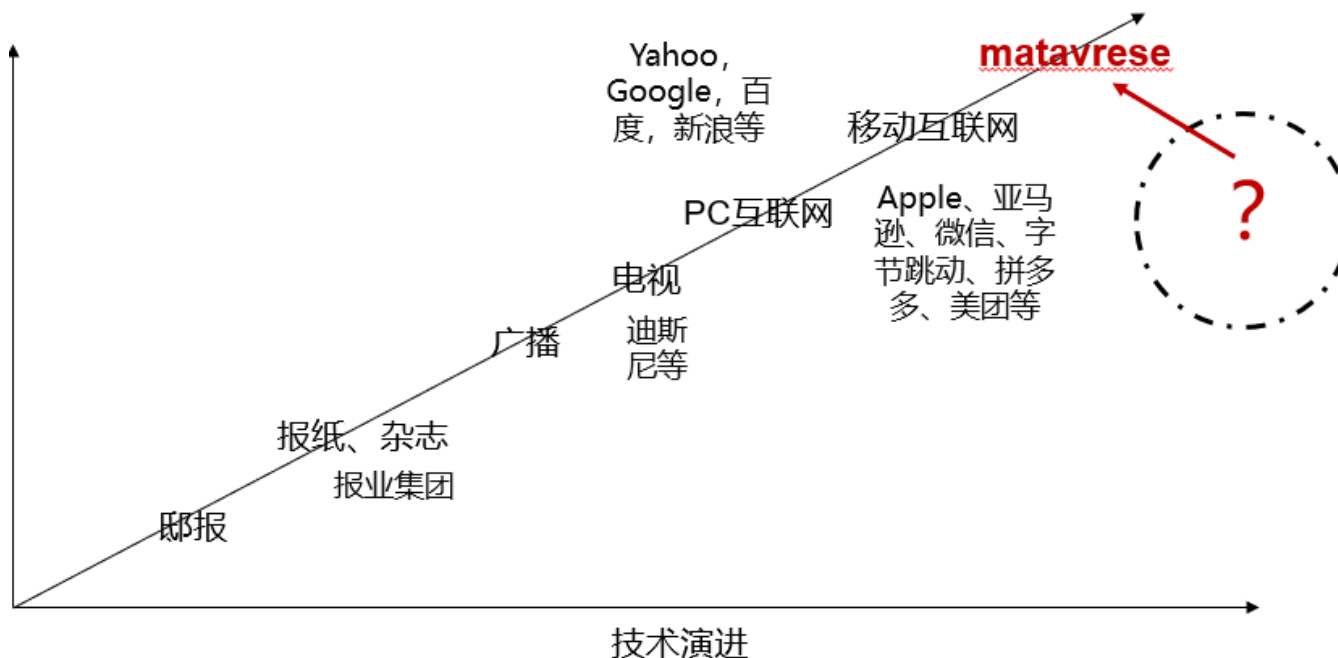 Yahoo，
Google，百
度，新浪等
matavrese
移动互联网
？
PC互联网
Apple、亚马
逊、微信、字
节跳动、拼多
多、美团等
电视
迪斯
尼等
广播
报纸、杂志
报业集团
邸报
技术演进